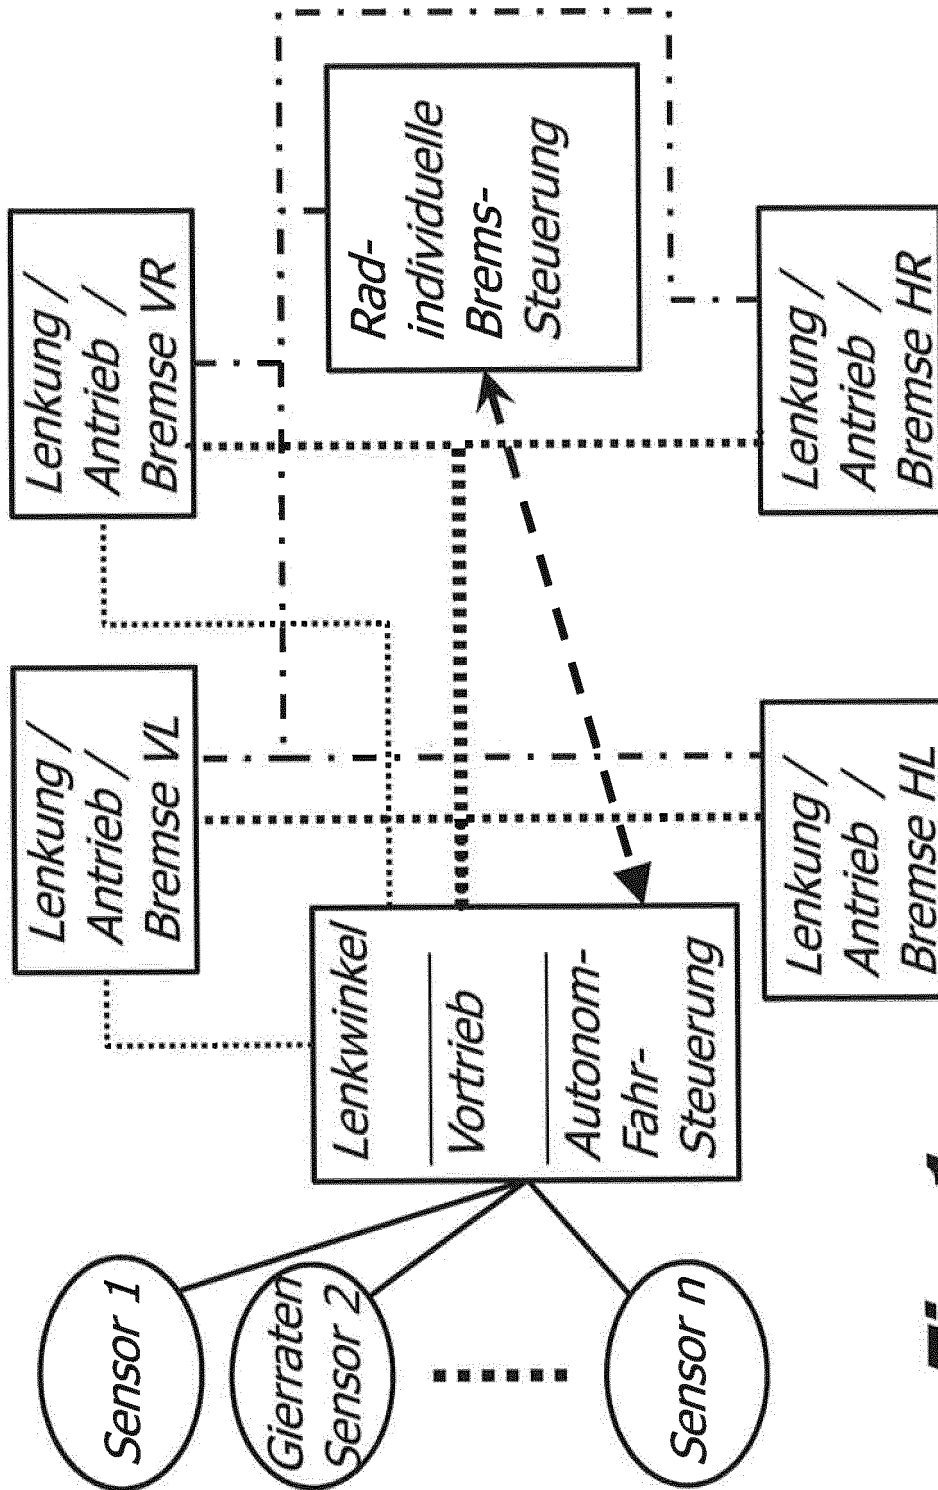 Lenkung /
Antrieb /
Bremse VL
Lenkung /
Antrieb /
Bremse VR
Sensor 1
Gierraten
Sensor 2
Sensor n
Lenkwinkel
Vortrieb
Autonom-
Fahr-
Steuerung
Rad-
individuelle
Brems-
Steuerung
Lenkung /
Antrieb /
Bremse HL
Lenkung /
Antrieb /
Bremse HR